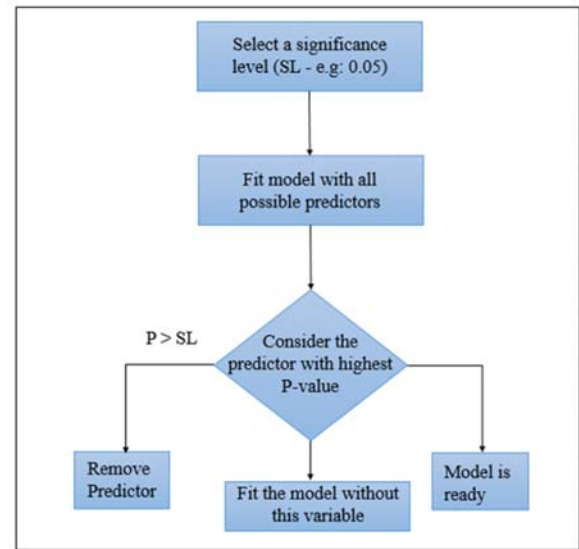 Select a significance
level (SL - e.g: 0.05)
Fit model with all
possible predictors
P > SL
Consider the
predictor with highest
P-value
Remove
Predictor
Fit the model without
this variable
Model is
ready